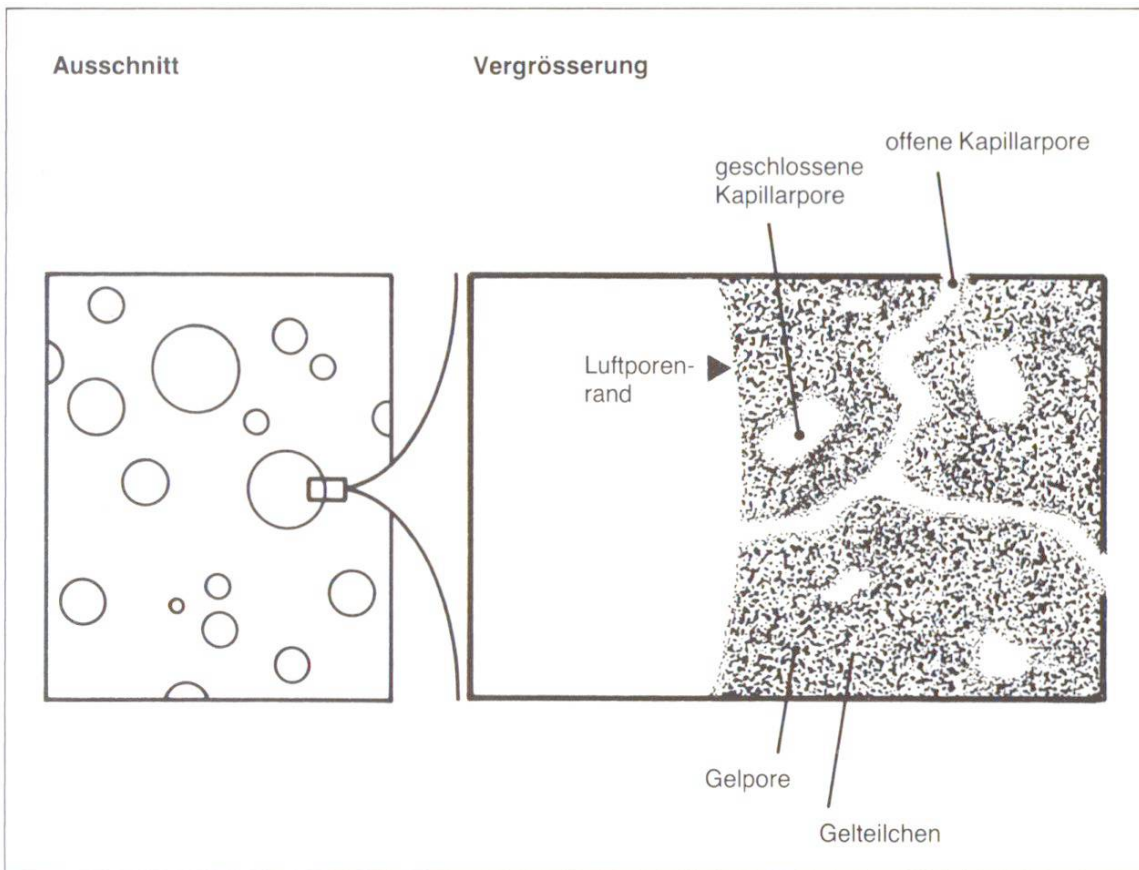 Ausschnitt
Vergrösserung
offene Kapillarpore
geschlossene
Kapillarpore
Luftporen-
rand
Gelpore
Gelteilchen